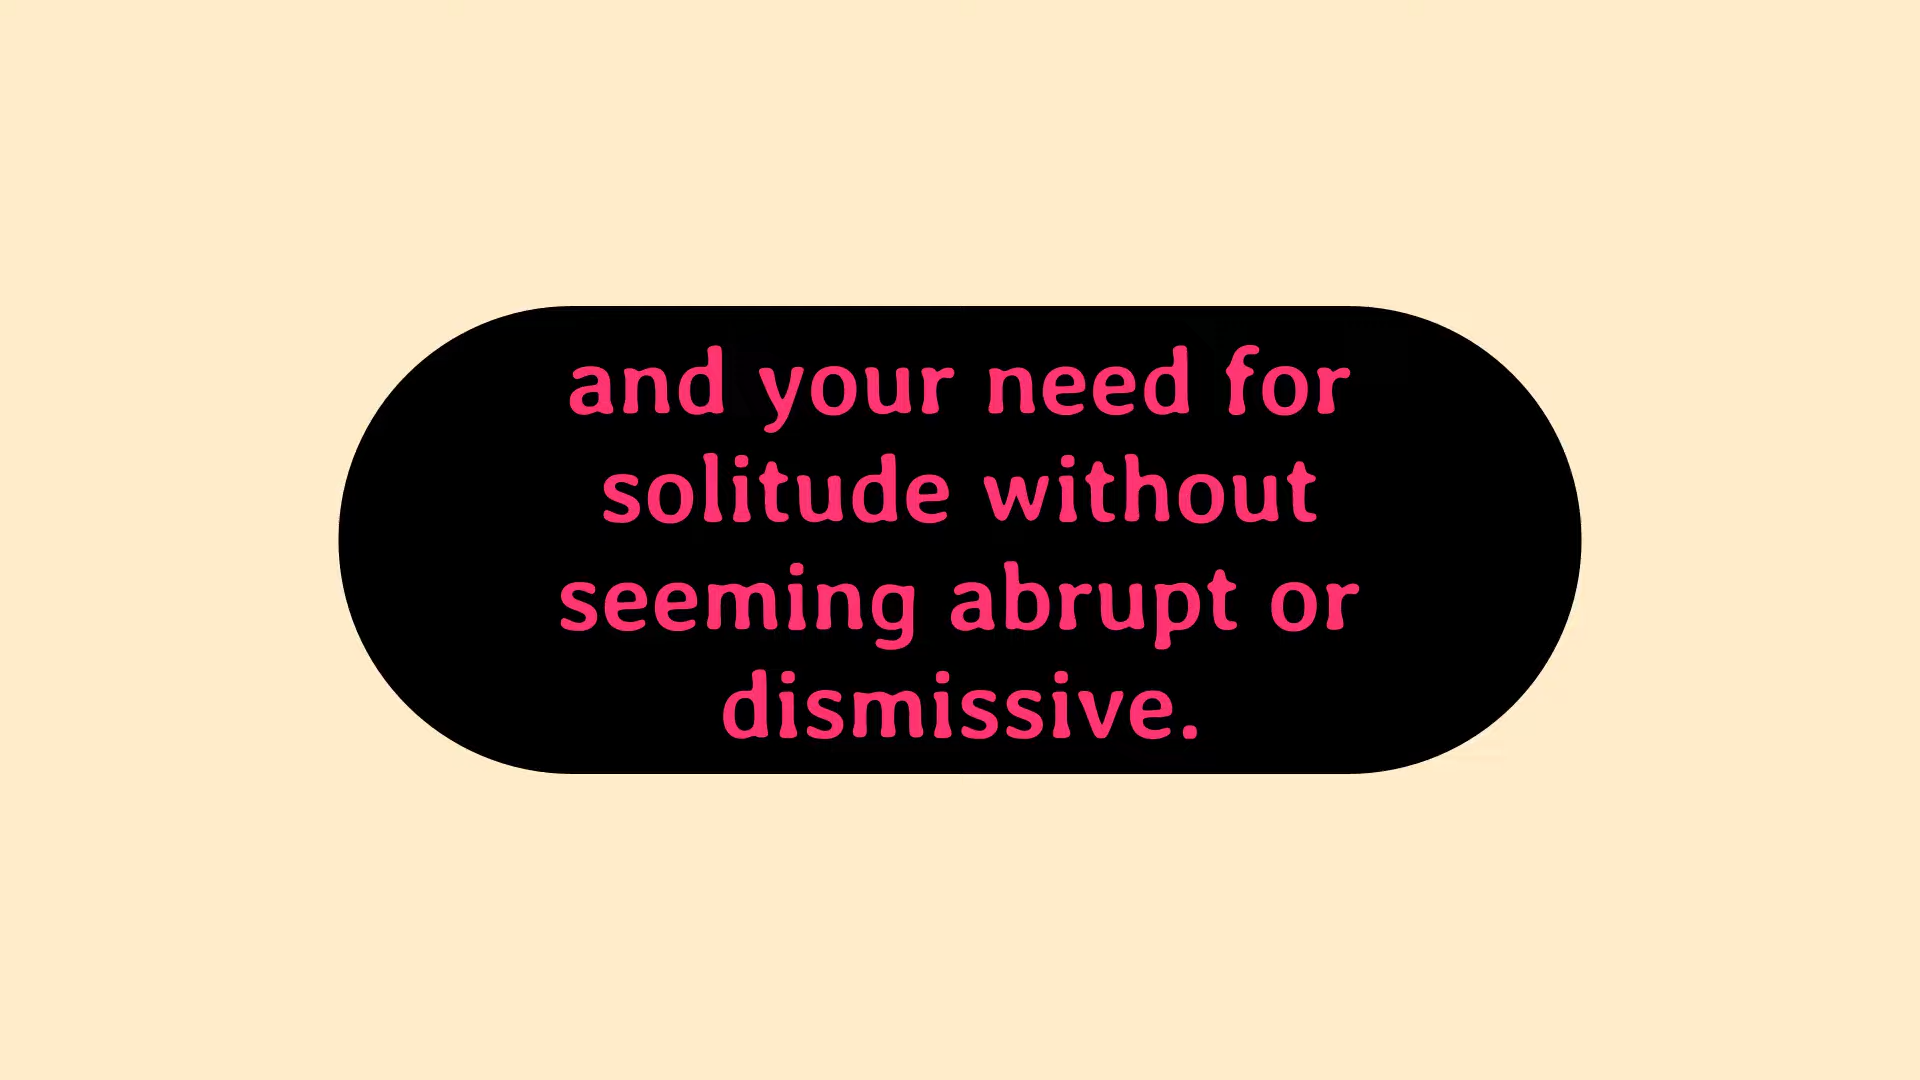 and your need for
solitude without
seeming abrupt or
dismissive.